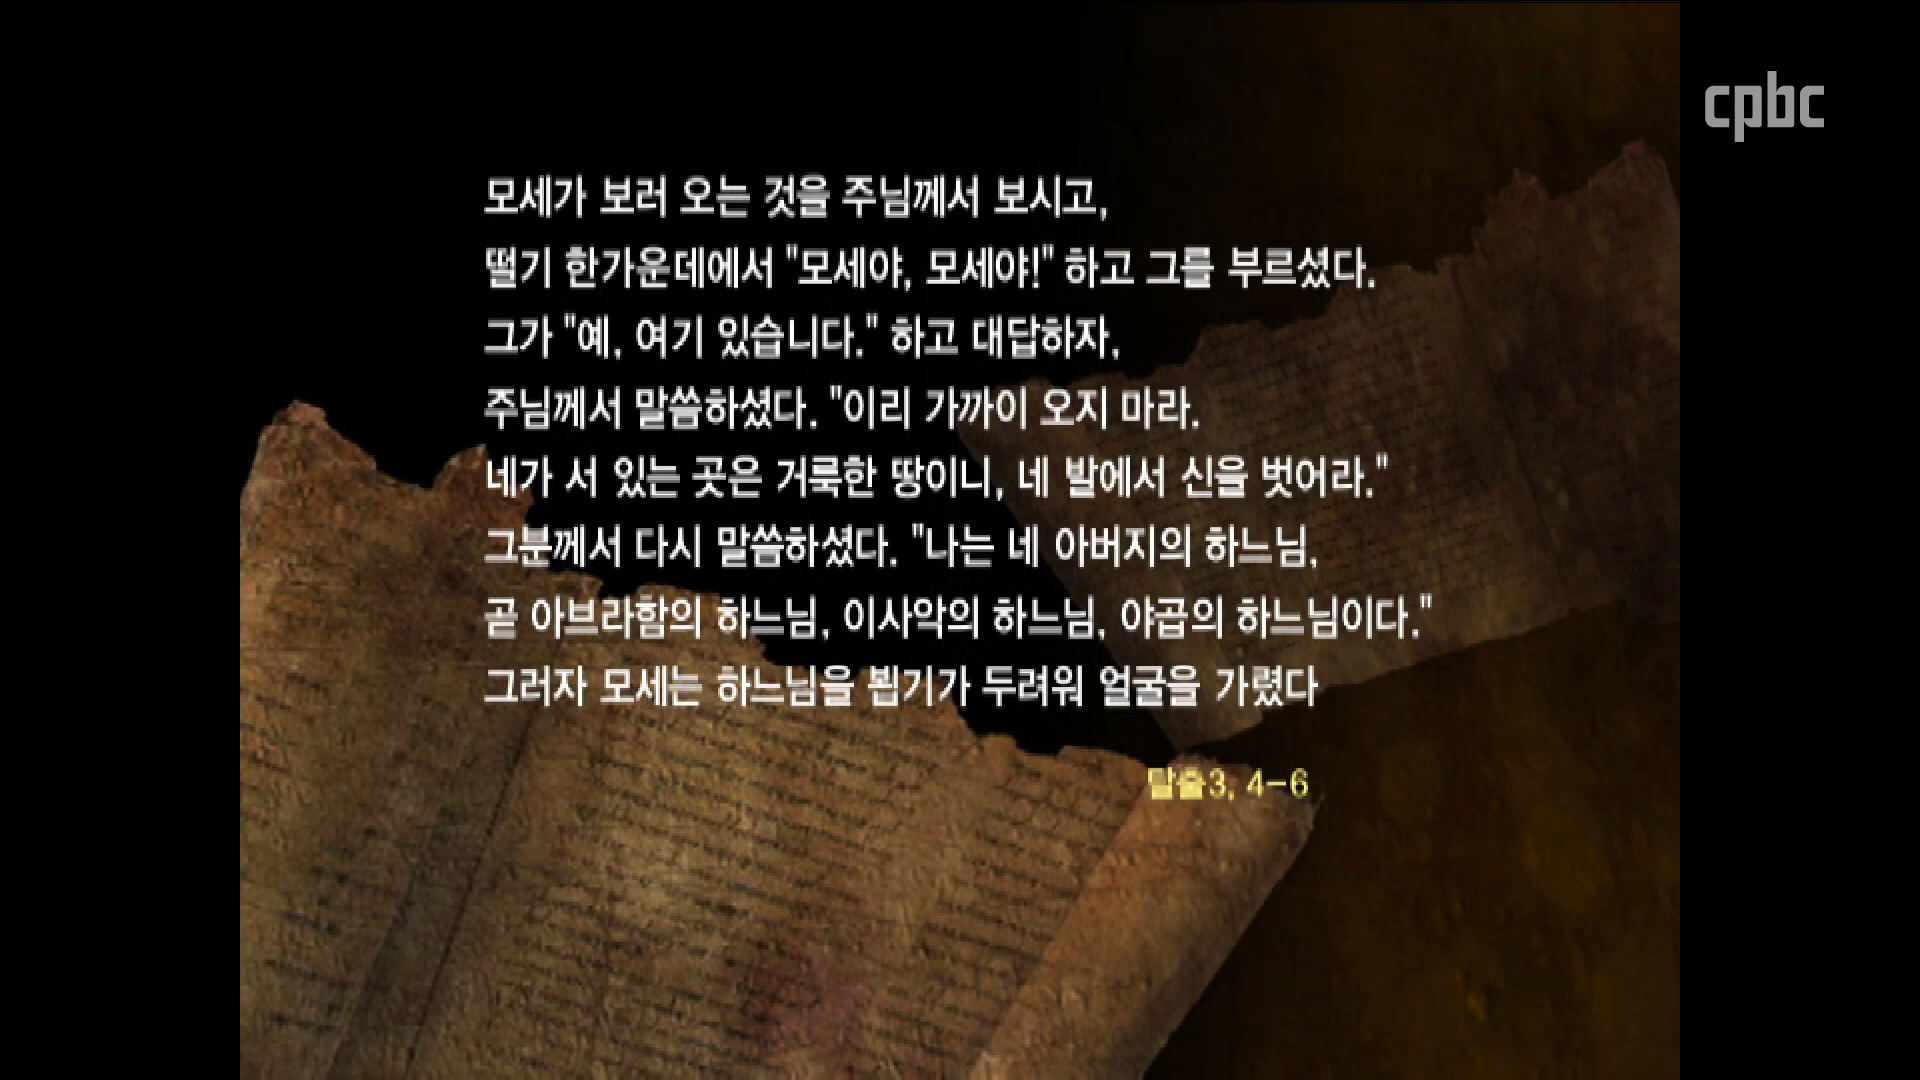 cpbc
모세가 보러 오는 것을 주님께서 보시고,
떨기 한가운데에서 "모세야, 모세야!" 하고 그를 부르셨다.
그가 "예, 여기 있습니다." 하고 대답하자,
주님께서 말씀하셨다. "이리 가까이 오지 마라.
네가 서 있는 곳은 거룩한 땅이니, 네 발에서 신을 벗어라."
그분께서 다시 말씀하셨다. "나는 네 아버지의 하느님,
곧 아브라함의 하느님, 이사악의 하느님, 야곱의 하느님이다."
그러자 모세는 하느님을 뵙기가 두려워 얼굴을 가렸다
탈출3, 4-6